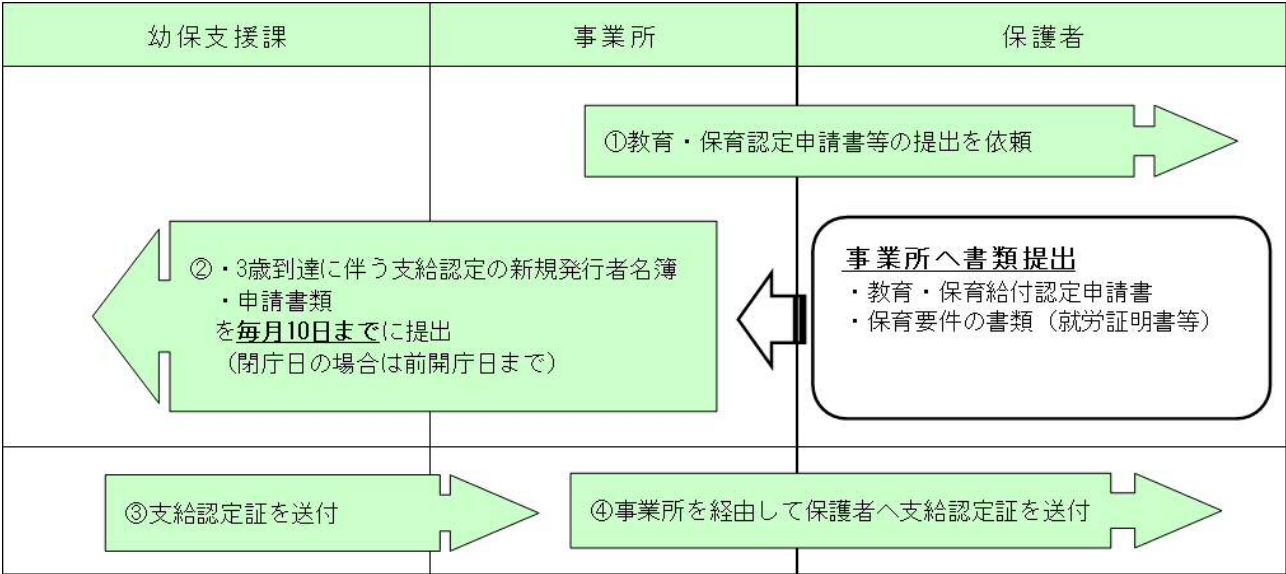 幼保支援課
事業所
保護者
①教育・保育認定申請書等の提出を依頼
事業所へ書類提出
・教育・保育給付認定申請書
・保育要件の書類（就労証明書等）
②・3歳到達に伴う支給認定の新規発行者名簿
・申請書類
を毎月10日までに提出
（閉庁日の場合は前開庁日まで）
③支給認定証を送付
④事業所を経由して保護者へ支給認定証を送付